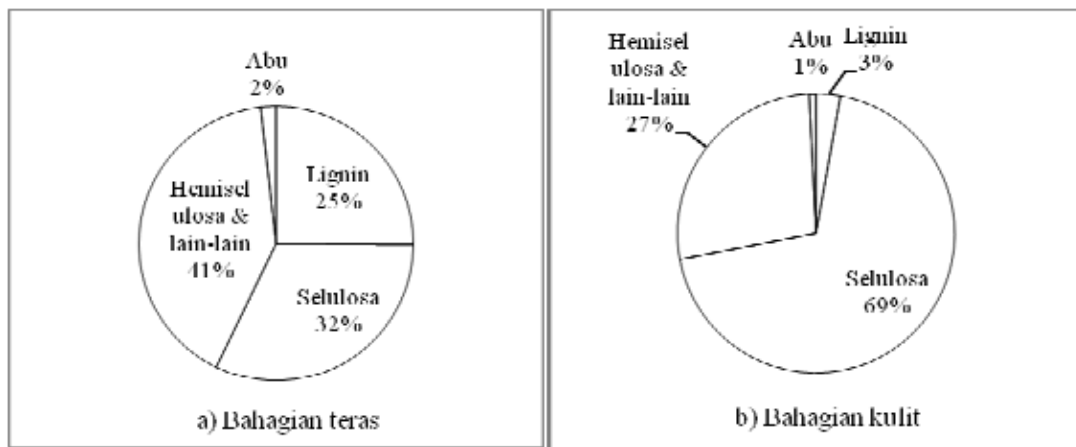 Abu
2%
Lignin
25%
Hemisel
ulosa &
lain-lain
41%
Selulosa
32%
a) Bahagian teras
Hemisel
ulosa &
lain-lain
27%
Abu
1%
Lignin
3%
Selulosa
69%
b) Bahagian kulit